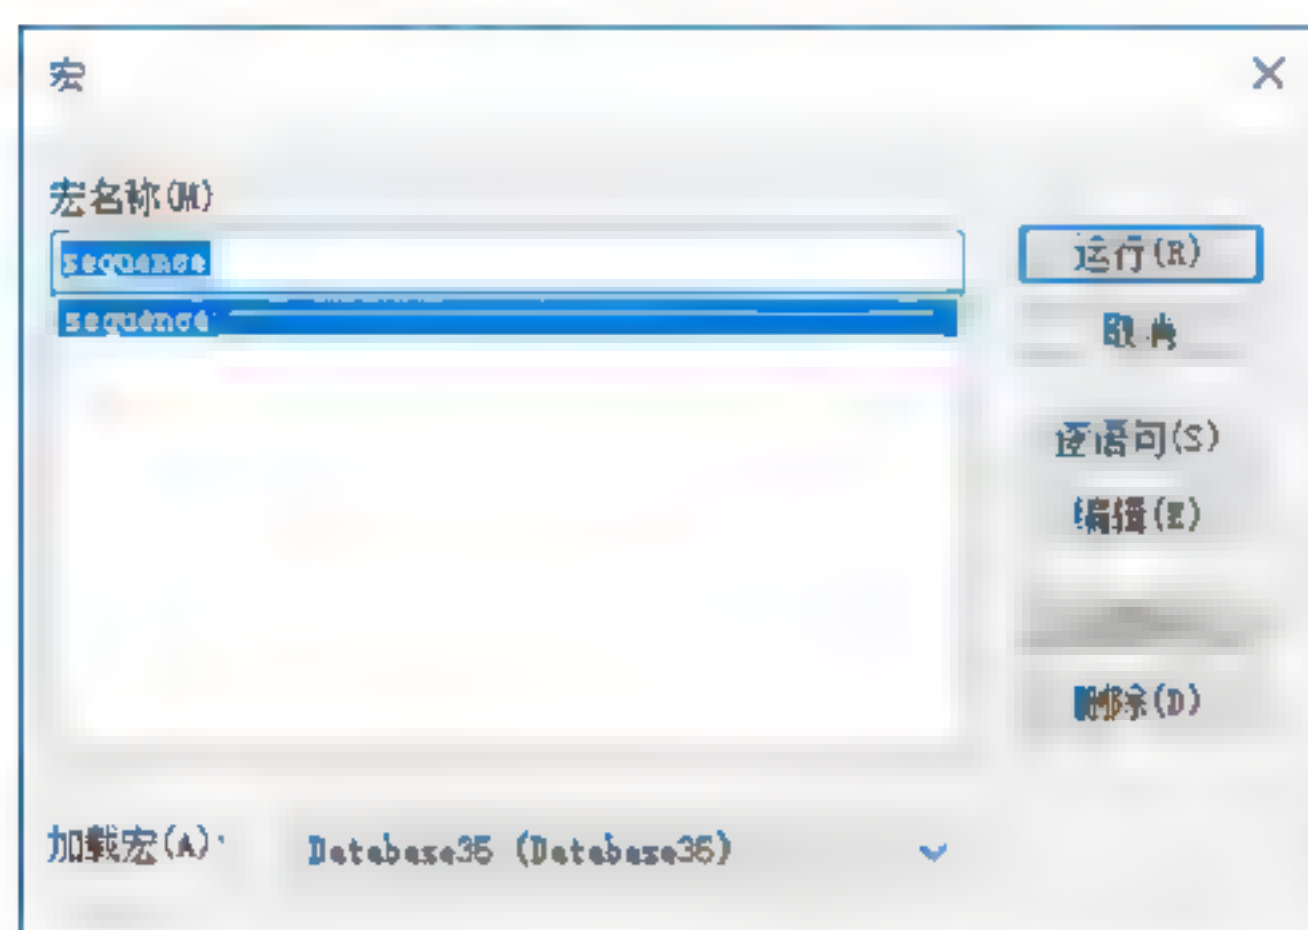 宏
宏名称(M)
sequence
sequence
运行(R)
取消
逐语句(S)
编辑(E)
删除(D)
加载宏(A):
Database35 (Database35)